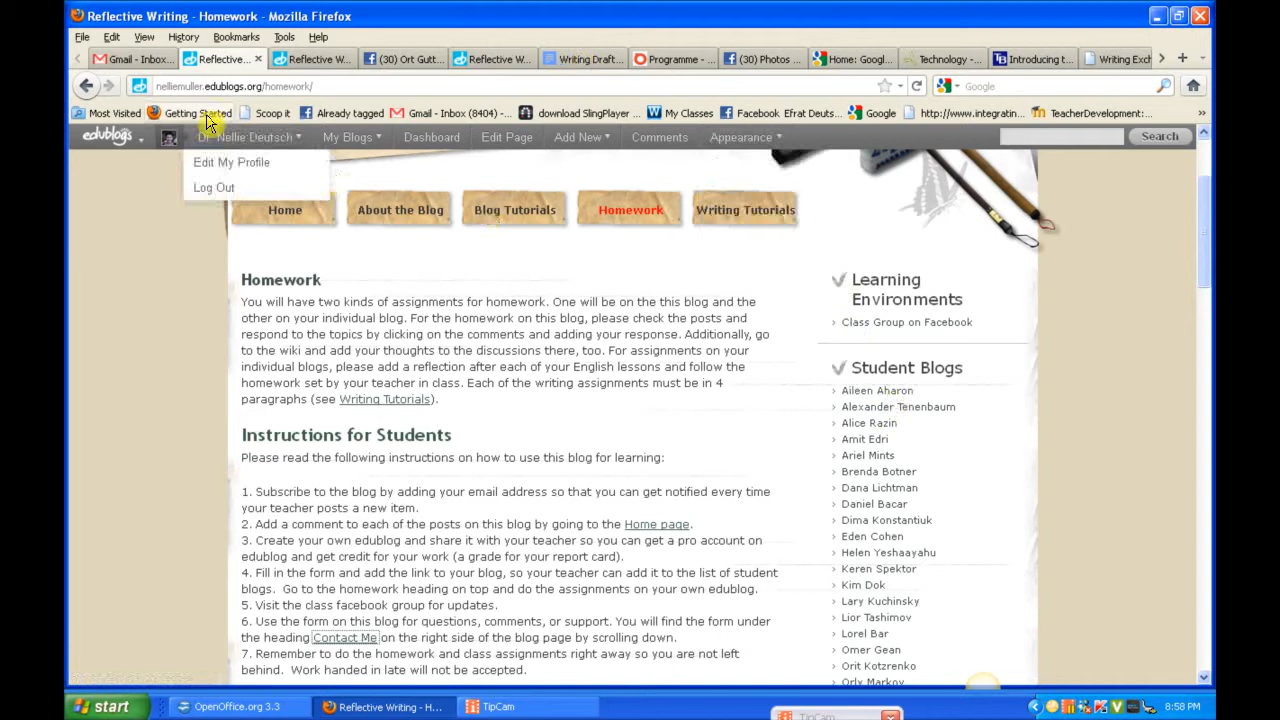 Reflective Writing - Homework - Mozilla Firefox
File Edit View History Bookmarks Tools Help
Gmail - Inbox... Reflective... Reflective W... (30) Ort Gutt... Reflective W... Writing Draft... Programme - ... (30) Photos ... Home: Googl... Technology - ... Introducing t... Writing Exch
nelliemuller.edublogs.org/homework/ Google
Most Visited Getting Started Scoop it Already tagged Gmail - Inbox (8404) -... download SlingPlayer ... My Classes Facebook Efrat Deuts... Google http://www.integratin... TeacherDevelopment... »
edublogs Dr. Nellie Deutsch My Blogs Dashboard Edit Page Add New Comments Appearance Search
Edit My Profile
Log Out
Home About the Blog Blog Tutorials Homework Writing Tutorials
Homework
You will have two kinds of assignments for homework. One will be on the this blog and the
other on your individual blog. For the homework on this blog, please check the posts and
respond to the topics by clicking on the comments and adding your response. Additionally, go
to the wiki and add your thoughts to the discussions there, too. For assignments on your
individual blogs, please add a reflection after each of your English lessons and follow the
homework set by your teacher in class. Each of the writing assignments must be in 4
paragraphs (see Writing Tutorials).
Instructions for Students
Please read the following instructions on how to use this blog for learning:
1. Subscribe to the blog by adding your email address so that you can get notified every time
your teacher posts a new item.
2. Add a comment to each of the posts on this blog by going to the Home page.
3. Create your own edublog and share it with your teacher so you can get a pro account on
edublog and get credit for your work (a grade for your report card).
4. Fill in the form and add the link to your blog, so your teacher can add it to the list of student
blogs.  Go to the homework heading on top and do the assignments on your own edublog.
5. Visit the class facebook group for updates.
6. Use the form on this blog for questions, comments, or support. You will find the form under
the heading Contact Me on the right side of the blog page by scrolling down.
7. Remember to do the homework and class assignments right away so you are not left
behind.  Work handed in late will not be accepted.
Learning
Environments
Class Group on Facebook
Student Blogs
Aileen Aharon
Alexander Tenenbaum
Alice Razin
Amit Edri
Ariel Mints
Brenda Botner
Dana Lichtman
Daniel Bacar
Dima Konstantiuk
Eden Cohen
Helen Yeshaayahu
Keren Spektor
Kim Dok
Lary Kuchinsky
Lior Tashimov
Lorel Bar
Omer Gean
Orit Kotzrenko
Orly Markov
start OpenOffice.org 3.3 Reflective Writing - H... TipCam 8:58 PM
TipCam